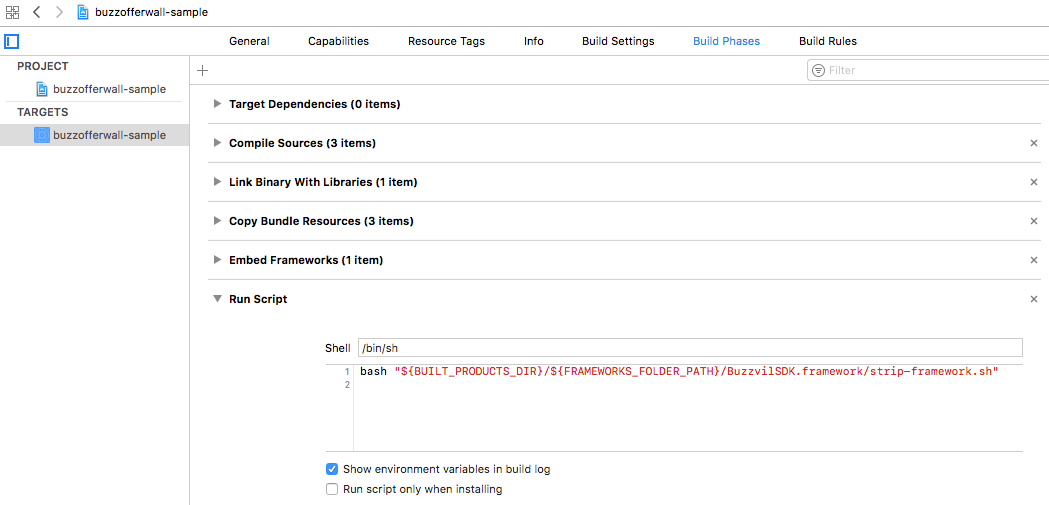 buzzofferwall-sample
General Capabilities Resource Tags Info Build Settings Build Phases Build Rules
PROJECT
buzzofferwall-sample
TARGETS
buzzofferwall-sample
Filter
Target Dependencies (0 items)
Compile Sources (3 items)
Link Binary With Libraries (1 item)
Copy Bundle Resources (3 items)
Embed Frameworks (1 item)
Run Script
Shell /bin/sh
1 bash "${BUILT_PRODUCTS_DIR}/${FRAMEWORKS_FOLDER_PATH}/BuzzvilSDK.framework/strip-framework.sh"
2
Show environment variables in build log
Run script only when installing